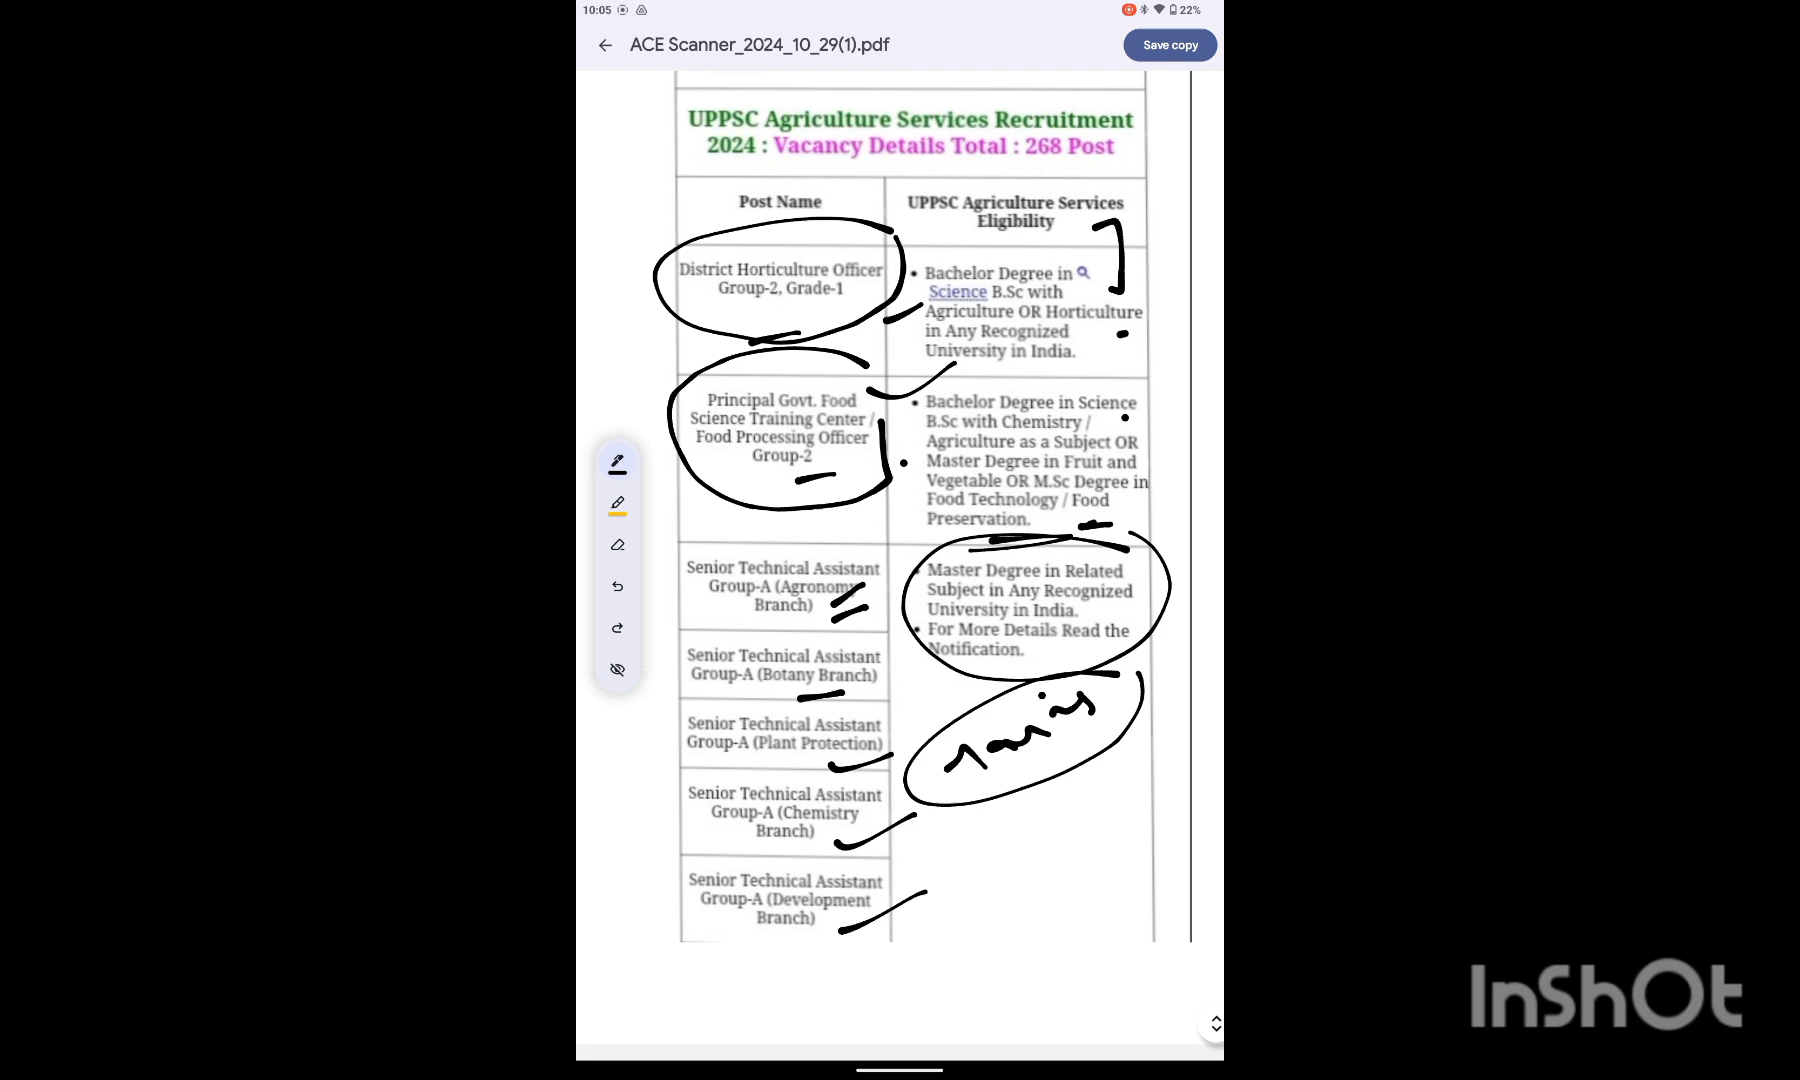 10:05
22%
ACE Scanner_2024_10_29(1).pdf
Save copy
UPPSC Agriculture Services Recruitment
2024 : Vacancy Details Total : 268 Post
Post Name
UPPSC Agriculture Services
Eligibility
District Horticulture Officer
Group-2, Grade-1
• Bachelor Degree in
Science B.Sc with
Agriculture OR Horticulture
in Any Recognized
University in India.
Principal Govt. Food
Science Training Center /
Food Processing Officer
Group-2
• Bachelor Degree in Science
B.Sc with Chemistry /
Agriculture as a Subject OR
Master Degree in Fruit and
Vegetable OR M.Sc Degree in
Food Technology / Food
Preservation.
Senior Technical Assistant
Group-A (Agronomy
Branch)
• Master Degree in Related
Subject in Any Recognized
University in India.
• For More Details Read the
Notification.
Senior Technical Assistant
Group-A (Botany Branch)
Senior Technical Assistant
Group-A (Plant Protection)
Senior Technical Assistant
Group-A (Chemistry
Branch)
Senior Technical Assistant
Group-A (Development
Branch)
InShOt